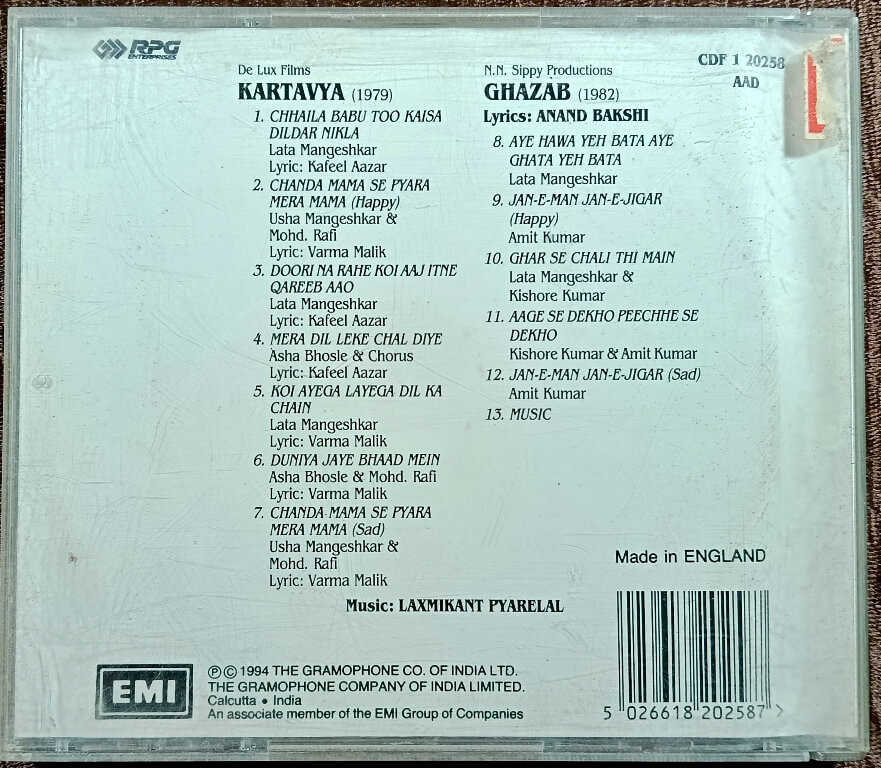 RPG
ENTERPRISES
CDF 1 20258
AAD
De Lux Films
KARTAVYA (1979)
1. CHHAILA BABU TOO KAISA
DILDAR NIKLA
Lata Mangeshkar
Lyric: Kafeel Aazar
2. CHANDA MAMA SE PYARA
MERA MAMA (Happy)
Usha Mangeshkar &
Mohd. Rafi
Lyric: Varma Malik
3. DOORI NA RAHE KOI AAJ ITNE
QAREEB AAO
Lata Mangeshkar
Lyric: Kafeel Aazar
4. MERA DIL LEKE CHAL DIYE
Asha Bhosle & Chorus
Lyric: Kafeel Aazar
5. KOI AYEGA LAYEGA DIL KA
CHAIN
Lata Mangeshkar
Lyric: Varma Malik
6. DUNIYA JAYE BHAAD MEIN
Asha Bhosle & Mohd. Rafi
Lyric: Varma Malik
7. CHANDA MAMA SE PYARA
MERA MAMA (Sad)
Usha Mangeshkar &
Mohd. Rafi
Lyric: Varma Malik
N.N. Sippy Productions
GHAZAB (1982)
Lyrics: ANAND BAKSHI
8. AYE HAWA YEH BATA AYE
GHATA YEH BATA
Lata Mangeshkar
9. JAN-E-MAN JAN-E-JIGAR
(Happy)
Amit Kumar
10. GHAR SE CHALI THI MAIN
Lata Mangeshkar &
Kishore Kumar
11. AAGE SE DEKHO PEECHHE SE
DEKHO
Kishore Kumar & Amit Kumar
12. JAN-E-MAN JAN-E-JIGAR (Sad)
Amit Kumar
13. MUSIC
Made in ENGLAND
Music: LAXMIKANT PYARELAL
EMI
℗ © 1994 THE GRAMOPHONE CO. OF INDIA LTD.
THE GRAMOPHONE COMPANY OF INDIA LIMITED.
Calcutta • India
An associate member of the EMI Group of Companies
5 026618 202587 >